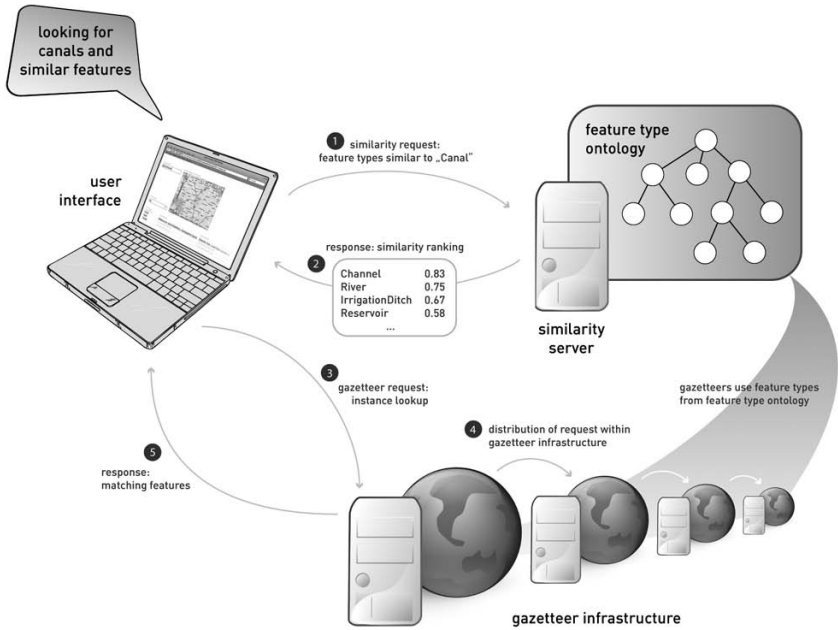 looking for
canals and
similar features
user
interface
1 similarity request:
feature types similar to „Canal“
feature type
ontology
response: similarity ranking
2
Channel 0.83
River 0.75
IrrigationDitch 0.67
Reservoir 0.58
...
similarity
server
3 gazetteer request:
instance lookup
gazetteers use feature types
from feature type ontology
4 distribution of request within
gazetteer infrastructure
5
response:
matching features
gazetteer infrastructure